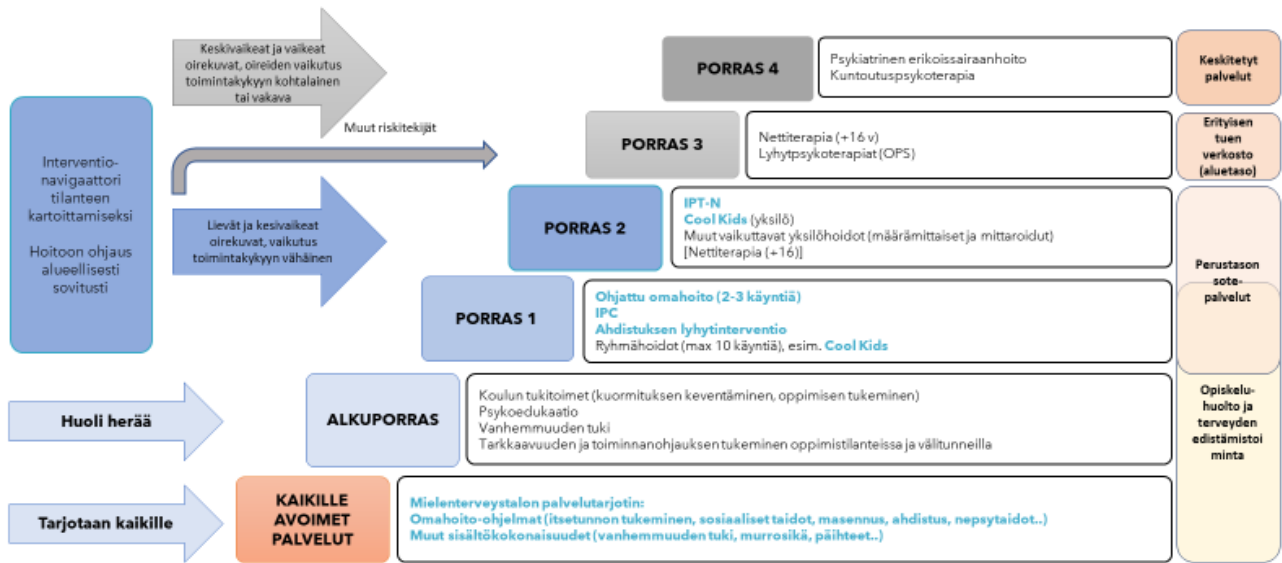 Keskivaikeat ja vaikeat
oirekuvat, oireiden vaikutus
toimintakykyyn kohtalainen
tai vakava
Muut riskitekijät
Interventio-
navigaattori
tilanteen
kartoittamiseksi
Hoitoon ohjaus
alueellisesti
sovitusti
Lievät ja kesivaikeat
oirekuvat, vaikutus
toimintakykyyn vähäinen
PORRAS 4
Psykiatrinen erikoissairaanhoito
Kuntoutuspsykoterapia
Keskitetyt
palvelut
PORRAS 3
Nettiterapia (+16 v)
Lyhytpsykoterapiat (OPS)
Erityisen
tuen
verkosto
(aluetaso)
PORRAS 2
IPT-N
Cool Kids (yksilö)
Muut vaikuttavat yksilöhoidot (määrämittaiset ja mittaroidut)
[Nettiterapia (+16)]
Perustason
sote-
palvelut
PORRAS 1
Ohjattu omahoito (2-3 käyntiä)
IPC
Ahdistuksen lyhytinterventio
Ryhmähoidot (max 10 käyntiä), esim. Cool Kids
Huoli herää
ALKUPORRAS
Koulun tukitoimet (kuormituksen keventäminen, oppimisen tukeminen)
Psykoedukaatio
Vanhemmuuden tuki
Tarkkaavuuden ja toiminnanohjauksen tukeminen oppimistilanteissa ja välitunneilla
Opiskelu-
huolto ja
terveyden
edistämistoi
minta
Tarjotaan kaikille
KAIKILLE
AVOIMET
PALVELUT
Mielenterveystalon palvelutarjotin:
Omahoito-ohjelmat (itsetunnon tukeminen, sosiaaliset taidot, masennus, ahdistus, nepsytaidot..)
Muut sisältökokonaisuudet (vanhemmuuden tuki, murrosikä, päihteet..)